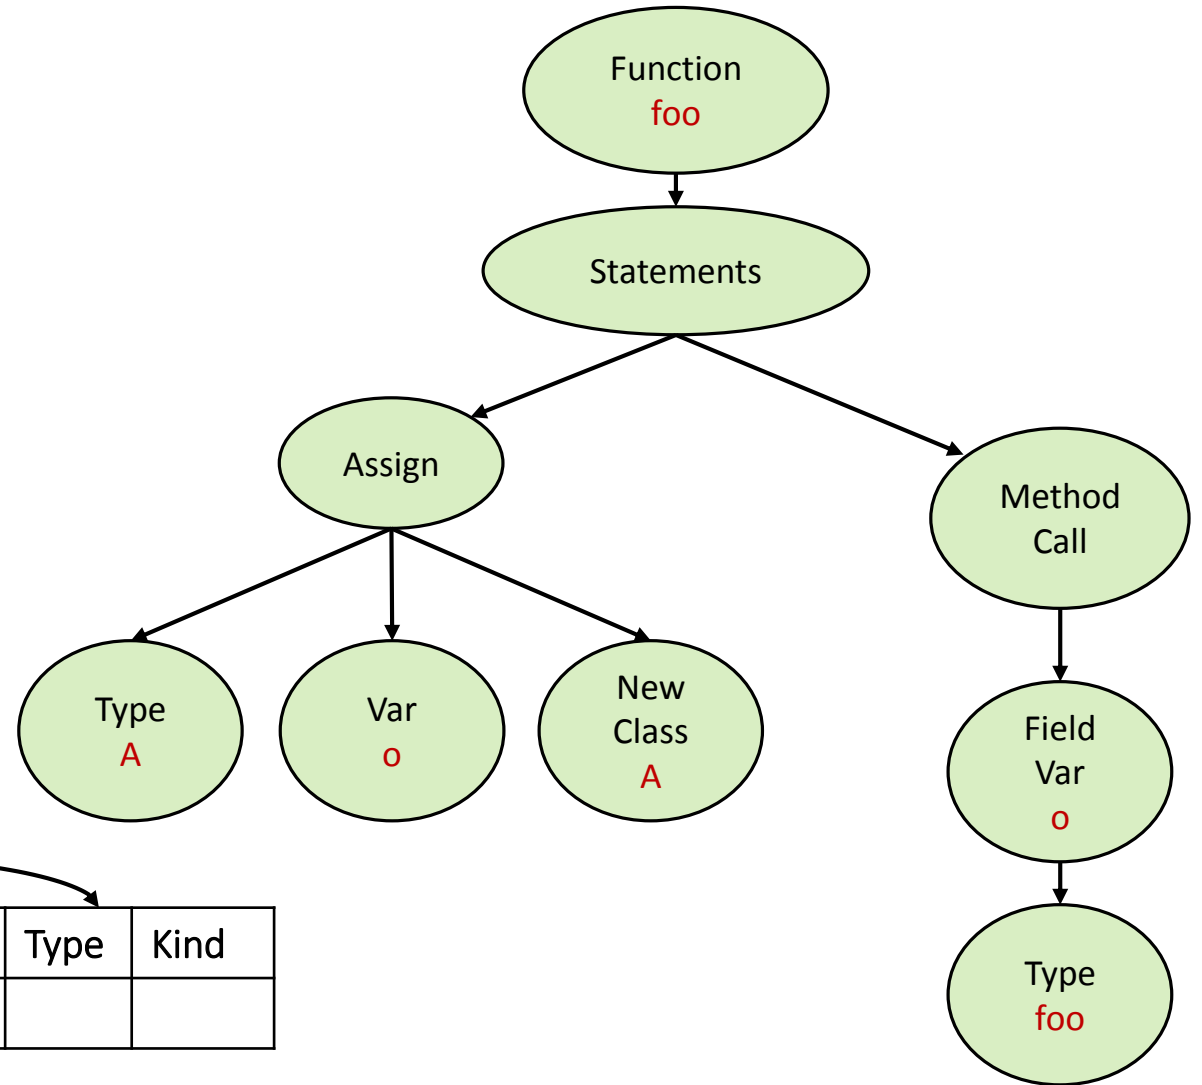 Function
foo
Statements
Assign
Method
Call
Type
A
Var
o
New
Class
A
Field
Var
o
Type Kind
Type
foo